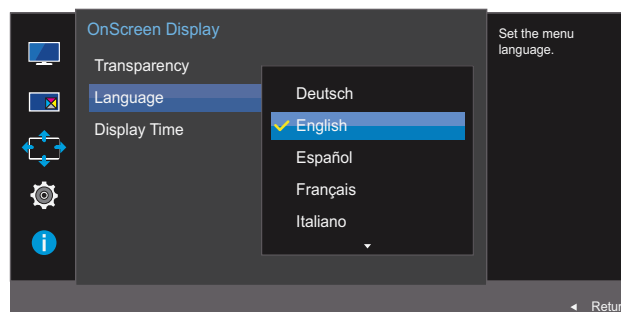 OnScreen Display
Transparency
Language
Display Time
Deutsch
English
Español
Français
Italiano
Set the menu
language.
Retur